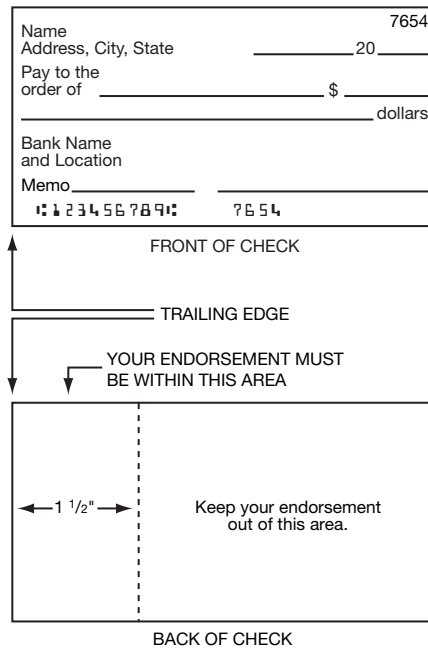 7654
Name
Address, City, State 20
Pay to the
order of $
dollars
Bank Name
and Location
Memo
⑆123456789⑆ 7654
FRONT OF CHECK
TRAILING EDGE
YOUR ENDORSEMENT MUST
BE WITHIN THIS AREA
1 1/2"
Keep your endorsement
out of this area.
BACK OF CHECK